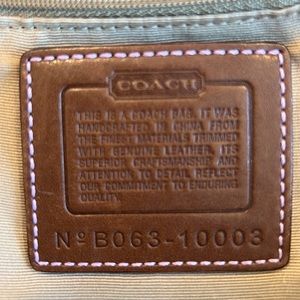 COACH
THIS IS A COACH BAG. IT WAS
HANDCRAFTED IN CHINA FROM
THE FINEST MATERIALS TRIMMED
WITH GENUINE LEATHER. ITS
SUPERIOR CRAFTSMANSHIP AND
ATTENTION TO DETAIL REFLECT
OUR COMMITMENT TO ENDURING
QUALITY.
Nº B063-10003